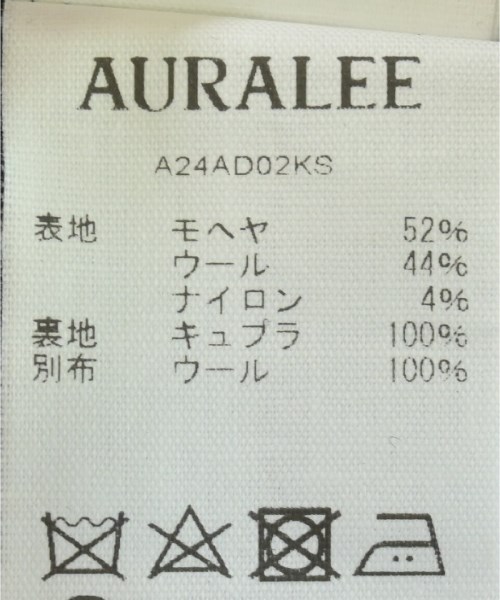 AURALEE
A24AD02KS
表地 モヘヤ 52%
ウール 44%
ナイロン 4%
裏地 キュプラ 100%
別布 ウール 100%